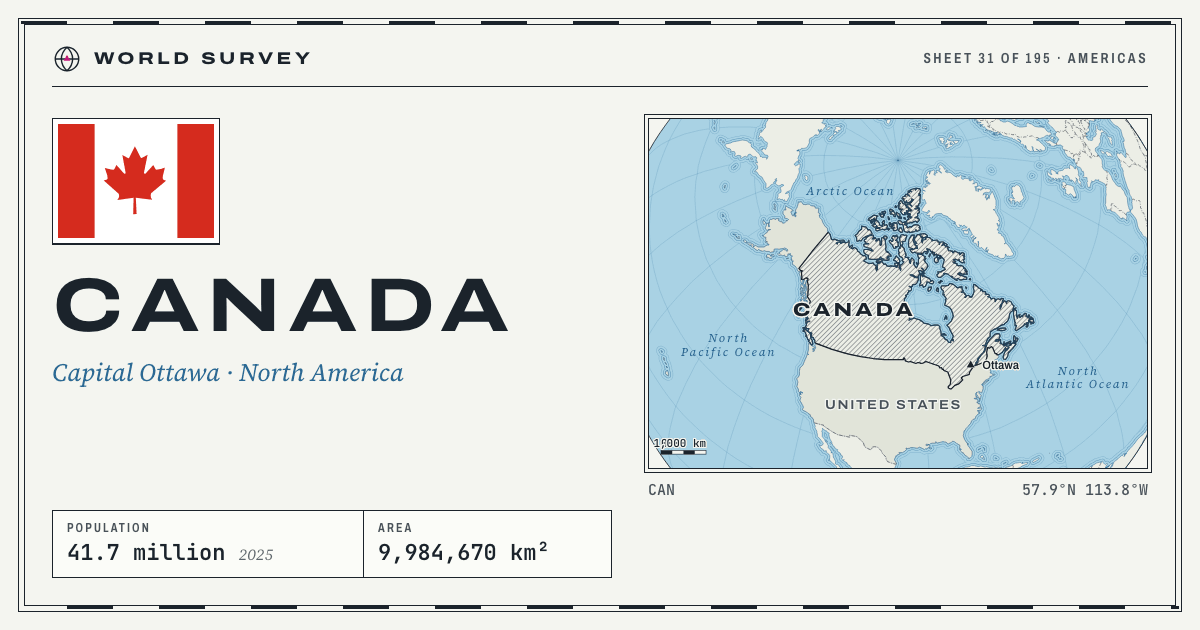 WORLD SURVEY
SHEET 31 OF 195 · AMERICAS
CANADA
Capital Ottawa · North America
Arctic Ocean
CANADA
North
Pacific Ocean
Ottawa
North
Atlantic Ocean
UNITED STATES
1,000 km
CAN
57.9°N 113.8°W
POPULATION
41.7 million 2025
AREA
9,984,670 km²